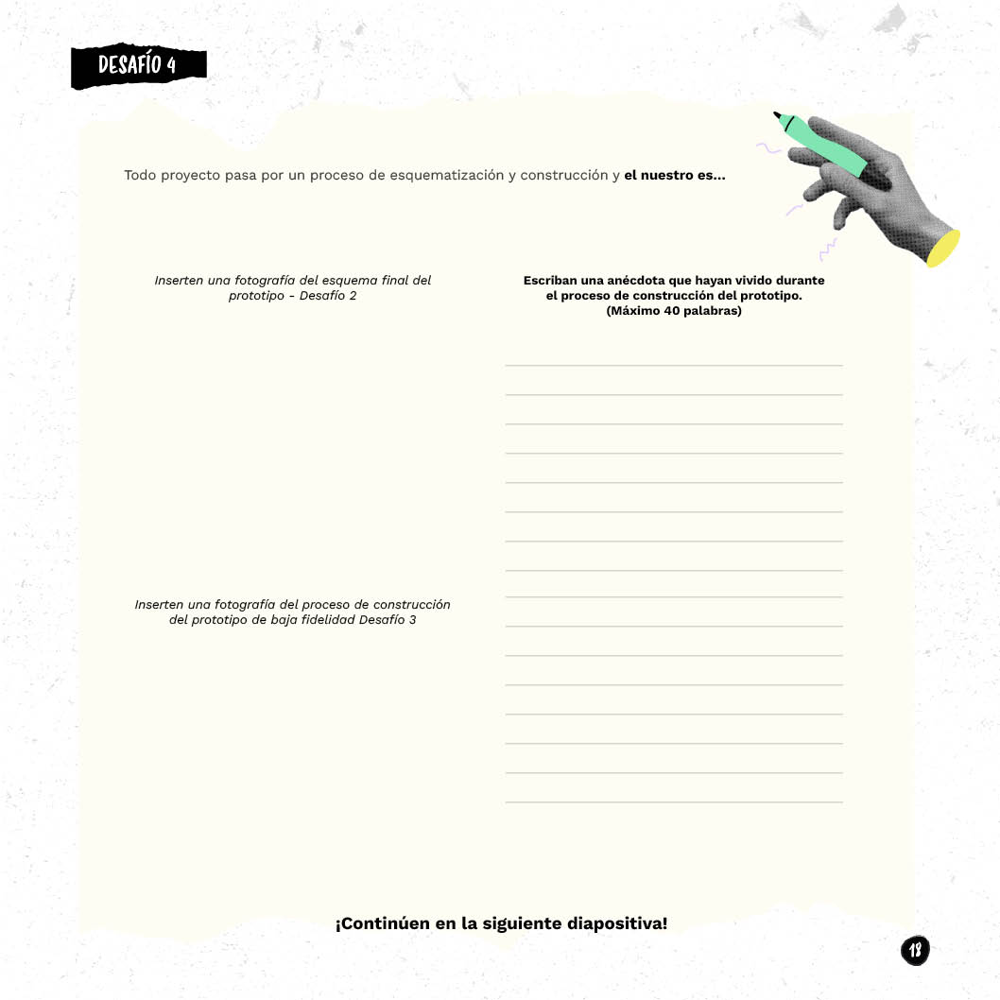 DESAFÍO 4
Todo proyecto pasa por un proceso de esquematización y construcción y el nuestro es...
Inserten una fotografía del esquema final del
prototipo - Desafío 2
Escriban una anécdota que hayan vivido durante
el proceso de construcción del prototipo.
(Máximo 40 palabras)
Inserten una fotografía del proceso de construcción
del prototipo de baja fidelidad Desafío 3
¡Continúen en la siguiente diapositiva!
18